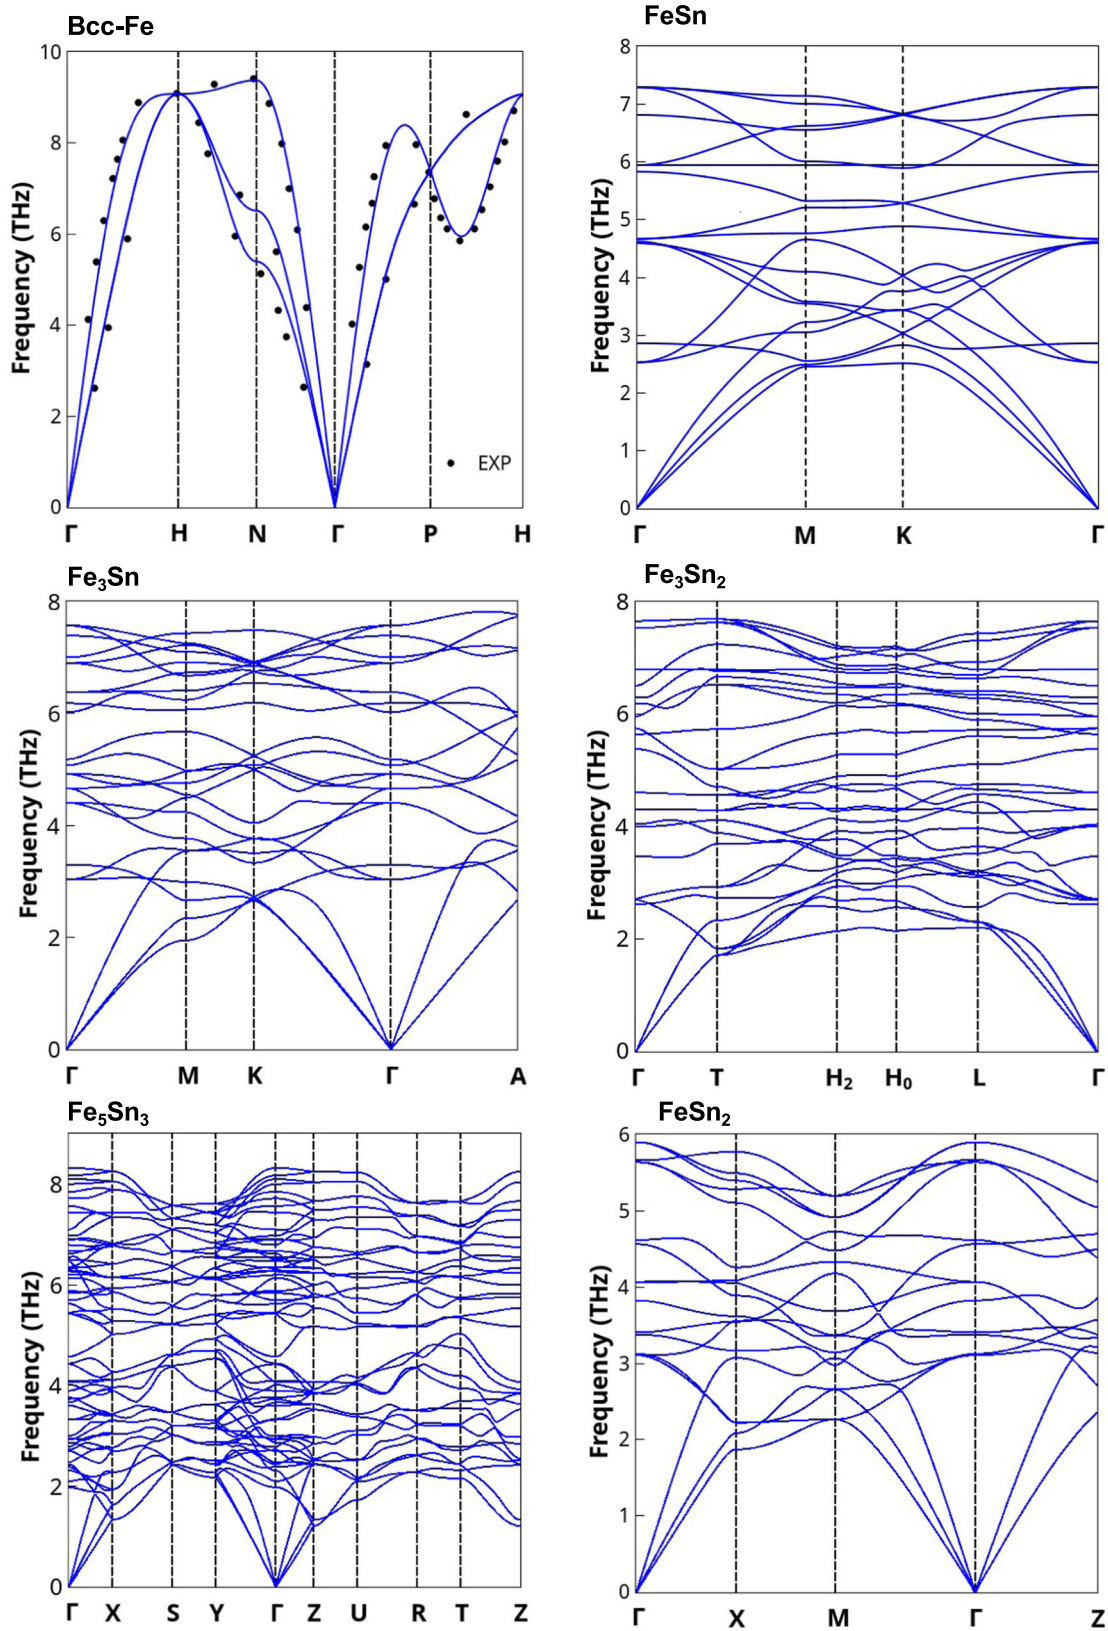 Bcc-Fe
10
8
6
4
2
0
Frequency (THz)
EXP
Γ H N Γ P H
FeSn
8
7
6
5
4
3
2
1
0
Frequency (THz)
Γ M K Γ
Fe₃Sn
8
6
4
2
0
Frequency (THz)
Γ M K Γ A
Fe₃Sn₂
8
6
4
2
0
Frequency (THz)
Γ T H₂ H₀ L Γ
Fe₅Sn₃
8
6
4
2
0
Frequency (THz)
Γ X S Y Γ Z U R T Z
FeSn₂
6
5
4
3
2
1
0
Frequency (THz)
Γ X M Γ Z